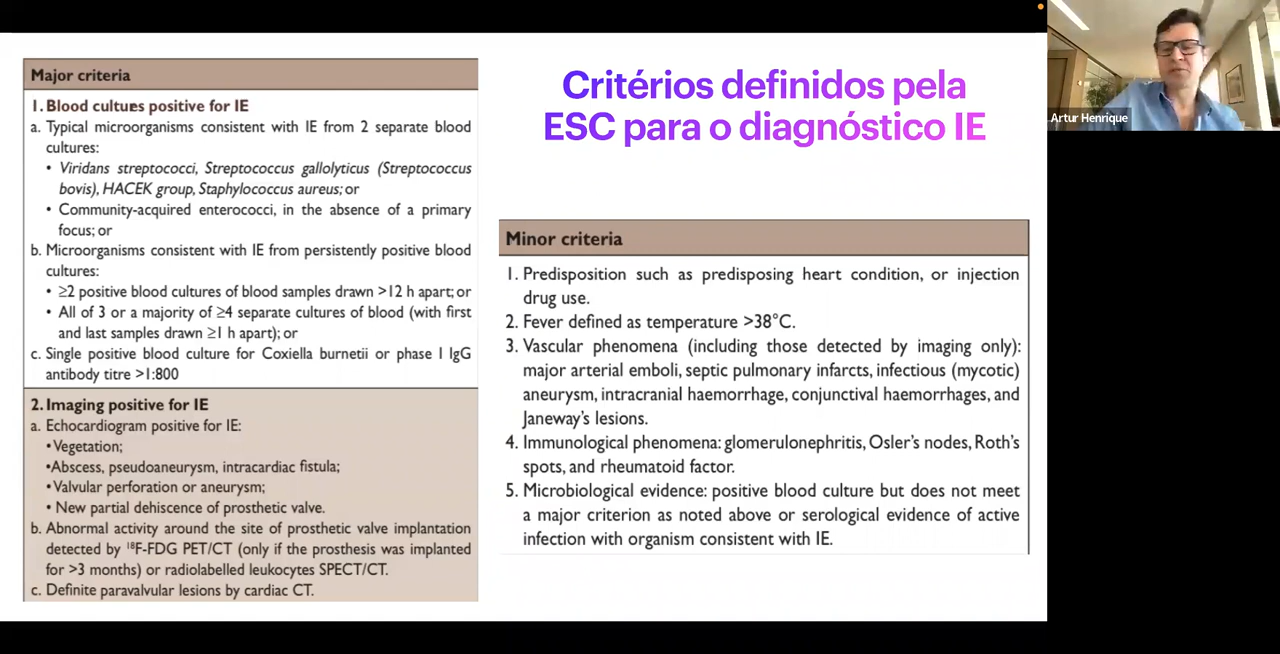 Major criteria
1. Blood cultures positive for IE
a. Typical microorganisms consistent with IE from 2 separate blood
cultures:
• Viridans streptococci, Streptococcus gallolyticus (Streptococcus
bovis), HACEK group, Staphylococcus aureus; or
• Community-acquired enterococci, in the absence of a primary
focus; or
b. Microorganisms consistent with IE from persistently positive blood
cultures:
• ≥2 positive blood cultures of blood samples drawn >12 h apart; or
• All of 3 or a majority of ≥4 separate cultures of blood (with first
and last samples drawn ≥1 h apart); or
c. Single positive blood culture for Coxiella burnetii or phase I IgG
antibody titre >1:800
2. Imaging positive for IE
a. Echocardiogram positive for IE:
• Vegetation;
• Abscess, pseudoaneurysm, intracardiac fistula;
• Valvular perforation or aneurysm;
• New partial dehiscence of prosthetic valve.
b. Abnormal activity around the site of prosthetic valve implantation
detected by ¹⁸F-FDG PET/CT (only if the prosthesis was implanted
for >3 months) or radiolabelled leukocytes SPECT/CT.
c. Definite paravalvular lesions by cardiac CT.
Critérios definidos pela
ESC para o diagnóstico IE
Minor criteria
1. Predisposition such as predisposing heart condition, or injection
drug use.
2. Fever defined as temperature >38°C.
3. Vascular phenomena (including those detected by imaging only):
major arterial emboli, septic pulmonary infarcts, infectious (mycotic)
aneurysm, intracranial haemorrhage, conjunctival haemorrhages, and
Janeway's lesions.
4. Immunological phenomena: glomerulonephritis, Osler's nodes, Roth's
spots, and rheumatoid factor.
5. Microbiological evidence: positive blood culture but does not meet
a major criterion as noted above or serological evidence of active
infection with organism consistent with IE.
Artur Henrique